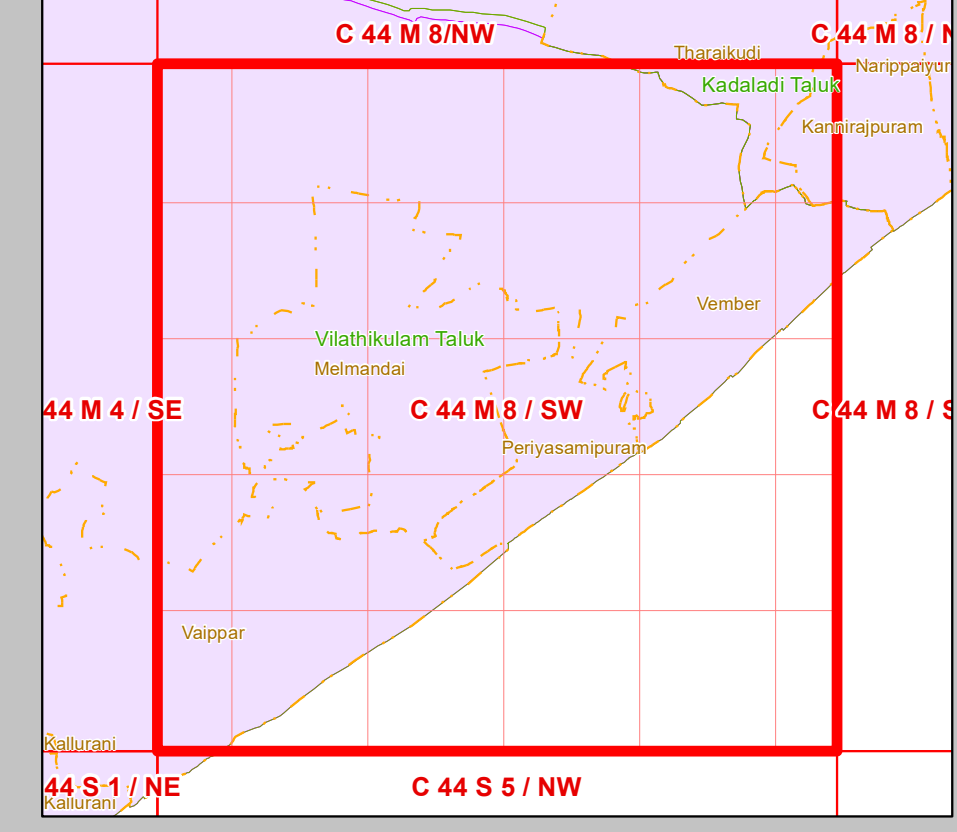 C 44 M 8/NW
C 44 M 8 / N
Tharaikudi
Narippaiyur
Kadaladi Taluk
Kannirajpuram
Vember
Vilathikulam Taluk
Melmandai
44 M 4 / SE
C 44 M 8 / SW
C 44 M 8 / S
Periyasamipuram
Vaippar
Kallurani
44 S 1 / NE
C 44 S 5 / NW
Kallurani